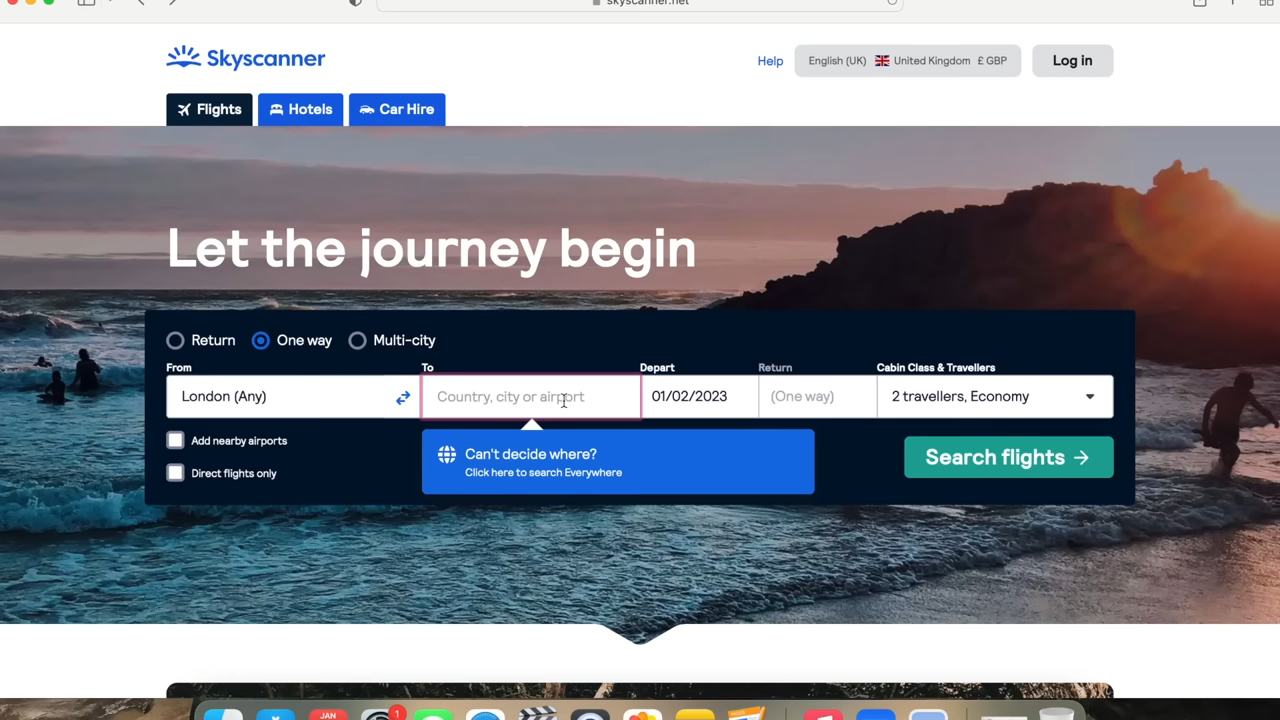 skyscanner.net
Skyscanner
Help
English (UK) United Kingdom £ GBP
Log in
Flights
Hotels
Car Hire
Let the journey begin
Return
One way
Multi-city
From
To
Depart
Return
Cabin Class & Travellers
London (Any)
Country, city or airport
01/02/2023
(One way)
2 travellers, Economy
Add nearby airports
Direct flights only
Can't decide where?
Click here to search Everywhere
Search flights
JAN
1